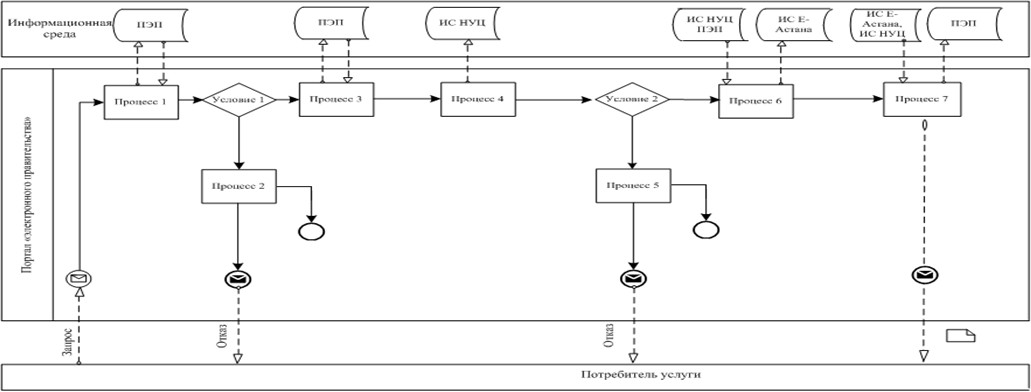 Информационная
среда
ПЭП
ПЭП
ИС НУЦ
ИС НУЦ
ПЭП
ИС Е-
Астана
ИС Е-
Астана,
ИС НУЦ
ПЭП
Портал «электронного правительства»
Процесс 1
Условие 1
Процесс 3
Процесс 4
Условие 2
Процесс 6
Процесс 7
Процесс 2
Процесс 5
Запрос
Отказ
Отказ
Потребитель услуги